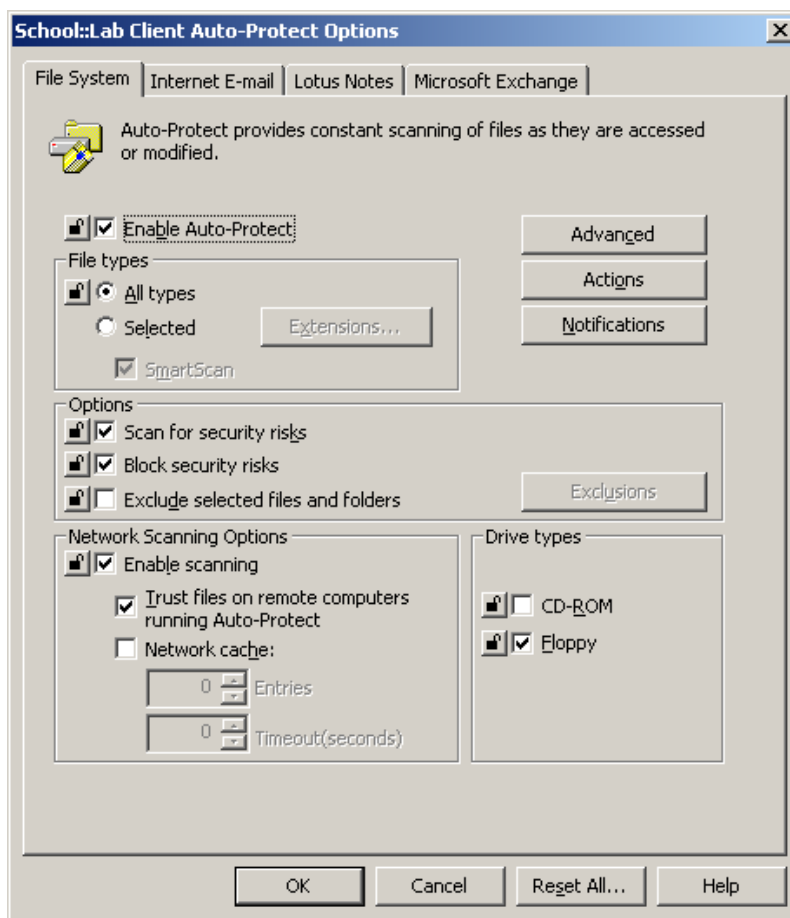 School::Lab Client Auto-Protect Options
File System
Internet E-mail
Lotus Notes
Microsoft Exchange
Auto-Protect provides constant scanning of files as they are accessed
or modified.
Enable Auto-Protect
Advanced
File types
All types
Actions
Selected
Extensions...
Notifications
SmartScan
Options
Scan for security risks
Block security risks
Exclude selected files and folders
Exclusions
Network Scanning Options
Enable scanning
Trust files on remote computers
running Auto-Protect
Network cache:
0
Entries
0
Timeout(seconds)
Drive types
CD-ROM
Floppy
OK
Cancel
Reset All...
Help